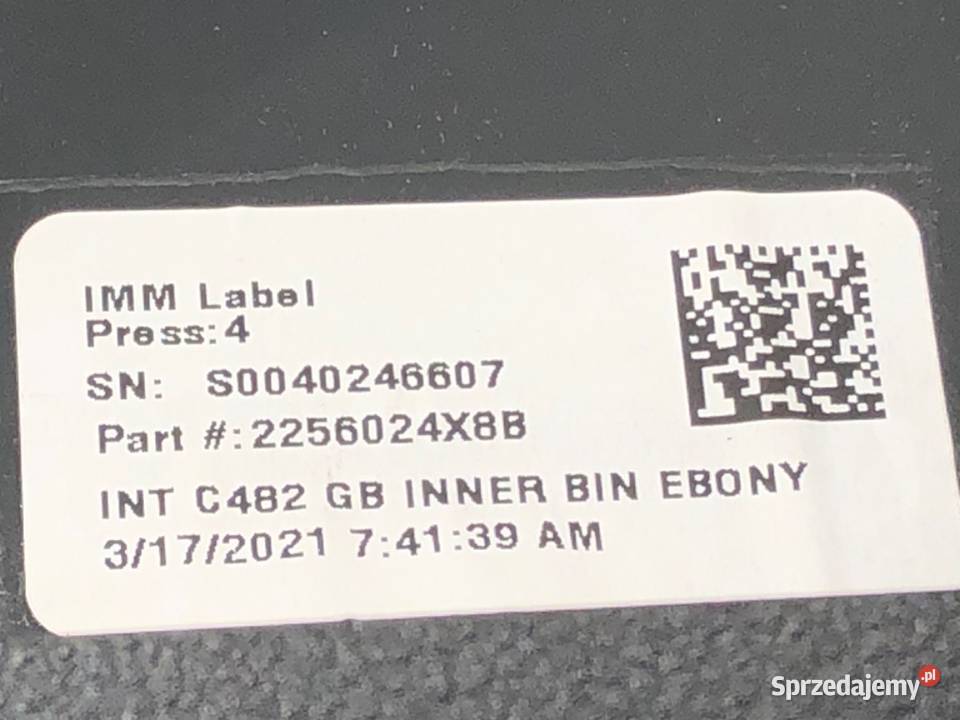 IMM Label
Press:4
SN: S0040246607
Part #:2256024X8B
INT C482 GB INNER BIN EBONY
3/17/2021 7:41:39 AM
Sprzedajemy.pl